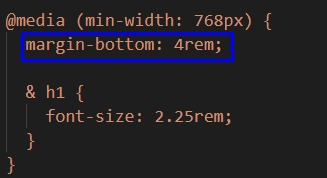 @media (min-width: 768px) {
margin-bottom: 4rem;
& h1 {
font-size: 2.25rem;
}
}